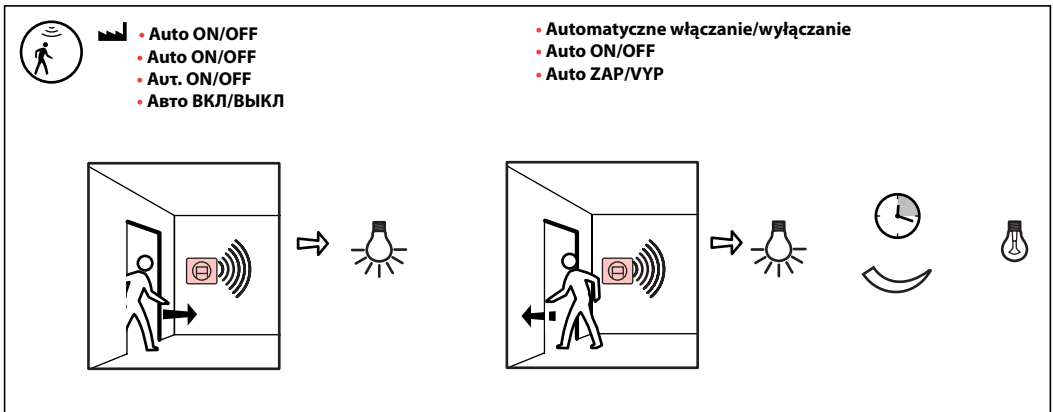 • Auto ON/OFF
• Auto ON/OFF
• Αυτ. ON/OFF
• Авто ВКЛ/ВЫКЛ
• Automatyczne włączanie/wyłączanie
• Auto ON/OFF
• Auto ZAP/VYP